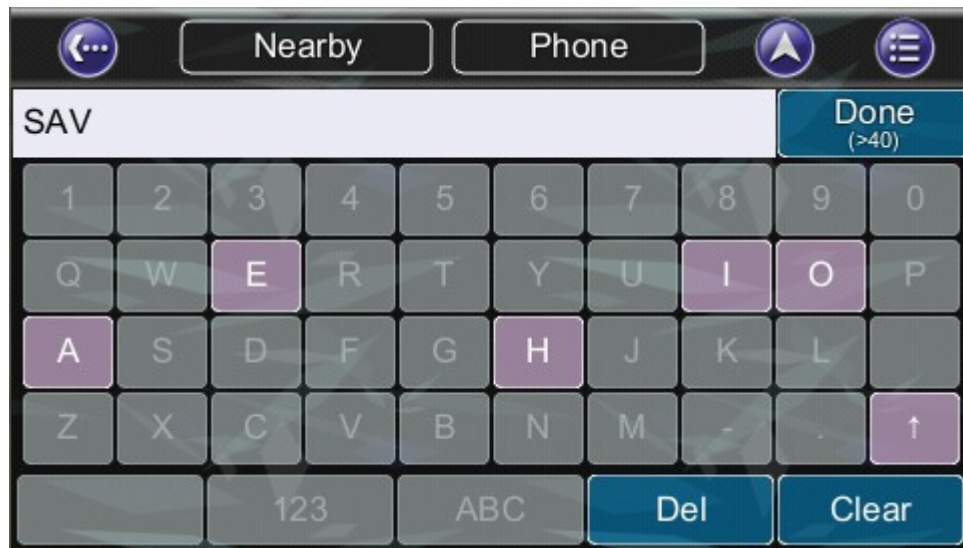 Nearby Phone
SAV Done
(>40)
1 2 3 4 5 6 7 8 9 0
Q W E R T Y U I O P
A S D F G H J K L
Z X C V B N M - . ↑
123 ABC Del Clear